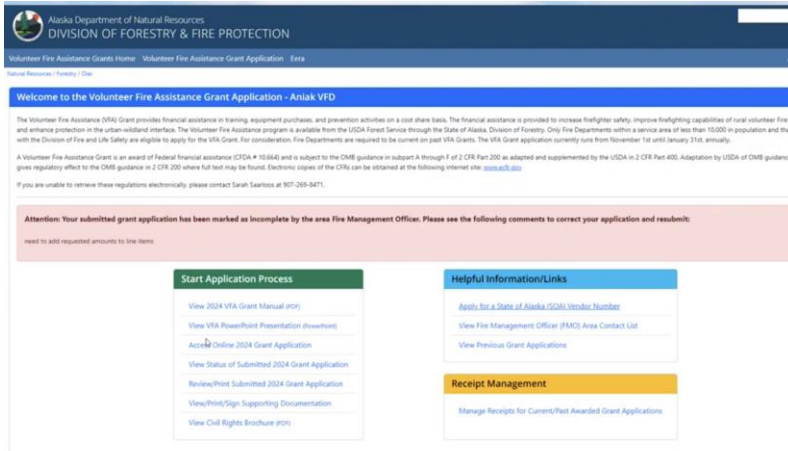 Alaska Department of Natural Resources
DIVISION OF FORESTRY & FIRE PROTECTION
Volunteer Fire Assistance Grants Home Volunteer Fire Assistance Grant Application Eera
Natural Resources / Forestry / Olas
Welcome to the Volunteer Fire Assistance Grant Application - Aniak VFD
The Volunteer Fire Assistance (VFA) Grant provides financial assistance in training, equipment purchases, and prevention activities on a cost share basis. The financial assistance is provided to increase firefighter safety, improve firefighting capabilities of rural volunteer Fire
and enhance protection in the urban-wildland interface. The Volunteer Fire Assistance program is available from the USDA Forest Service through the State of Alaska, Division of Forestry. Only Fire Departments within a service area of less than 10,000 in population and tha
with the Division of Fire and Life Safety are eligible to apply for the VFA Grant. For consideration, Fire Departments are required to be current on past VFA Grants. The VFA Grant application currently runs from November 1st until January 31st, annually.
A Volunteer Fire Assistance Grant is an award of Federal financial assistance (CFDA # 10.664) and is subject to the OMB guidance in subpart A through F of 2 CFR Part 200 as adapted and supplemented by the USDA in 2 CFR Part 400. Adaptation by USDA of OMB guidanc
gives regulatory effect to the OMB guidance in 2 CFR 200 where full text may be found. Electronic copies of the CFRs can be obtained at the following internet site: www.ecfr.gov
If you are unable to retrieve these regulations electronically, please contact Sarah Saarloos at 907-269-8471.
Attention: Your submitted grant application has been marked as incomplete by the area Fire Management Officer. Please see the following comments to correct your application and resubmit:
need to add requested amounts to line items
Start Application Process
View 2024 VFA Grant Manual (PDF)
View VFA PowerPoint Presentation (PowerPoint)
Access Online 2024 Grant Application
View Status of Submitted 2024 Grant Application
Review/Print Submitted 2024 Grant Application
View/Print/Sign Supporting Documentation
View Civil Rights Brochure (PDF)
Helpful Information/Links
Apply for a State of Alaska (SOA) Vendor Number
View Fire Management Officer (FMO) Area Contact List
View Previous Grant Applications
Receipt Management
Manage Receipts for Current/Past Awarded Grant Applications